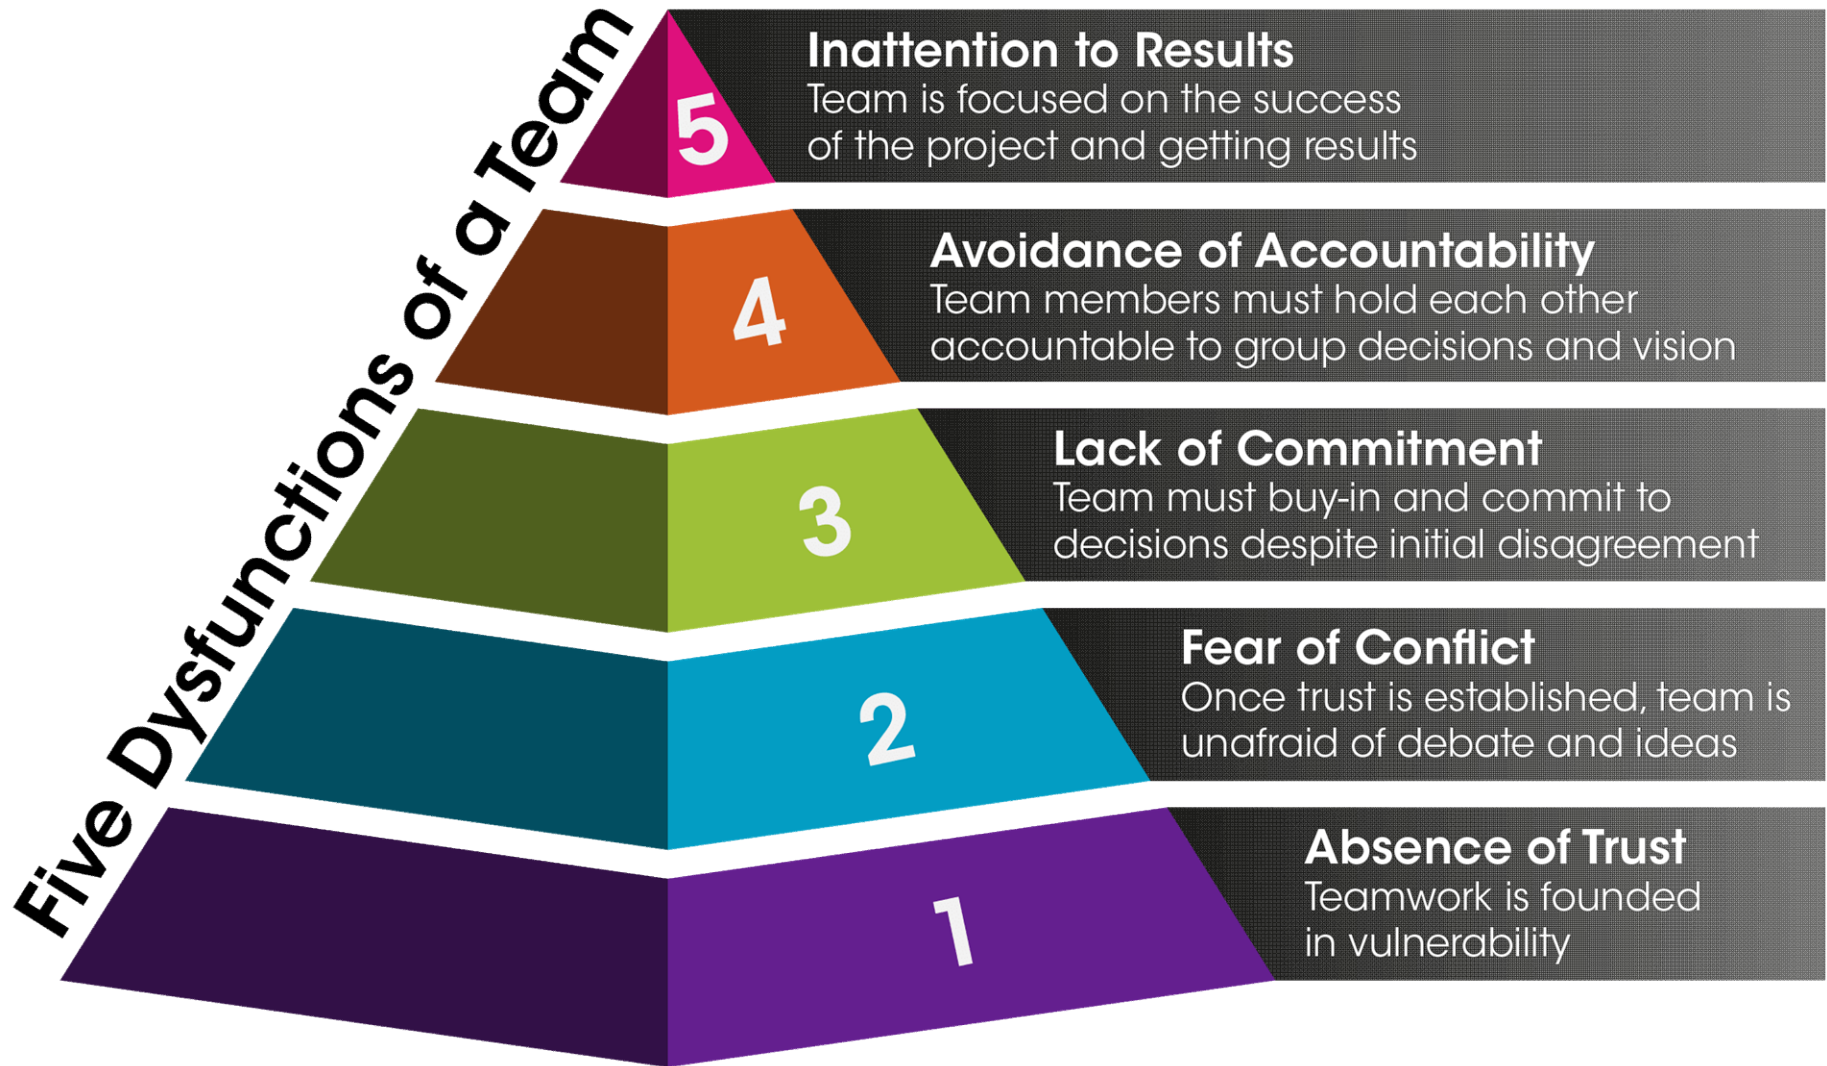 Five Dysfunctions of a Team
5
Inattention to Results
Team is focused on the success
of the project and getting results
4
Avoidance of Accountability
Team members must hold each other
accountable to group decisions and vision
3
Lack of Commitment
Team must buy-in and commit to
decisions despite initial disagreement
2
Fear of Conflict
Once trust is established, team is
unafraid of debate and ideas
1
Absence of Trust
Teamwork is founded
in vulnerability